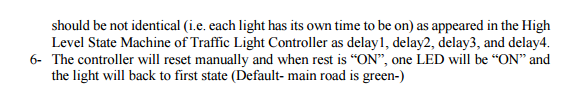 should be not identical (i.e. each light has its own time to be on) as appeared in the High
Level State Machine of Traffic Light Controller as delay1, delay2, delay3, and delay4.
6- The controller will reset manually and when rest is “ON”, one LED will be “ON” and
the light will back to first state (Default- main road is green-)